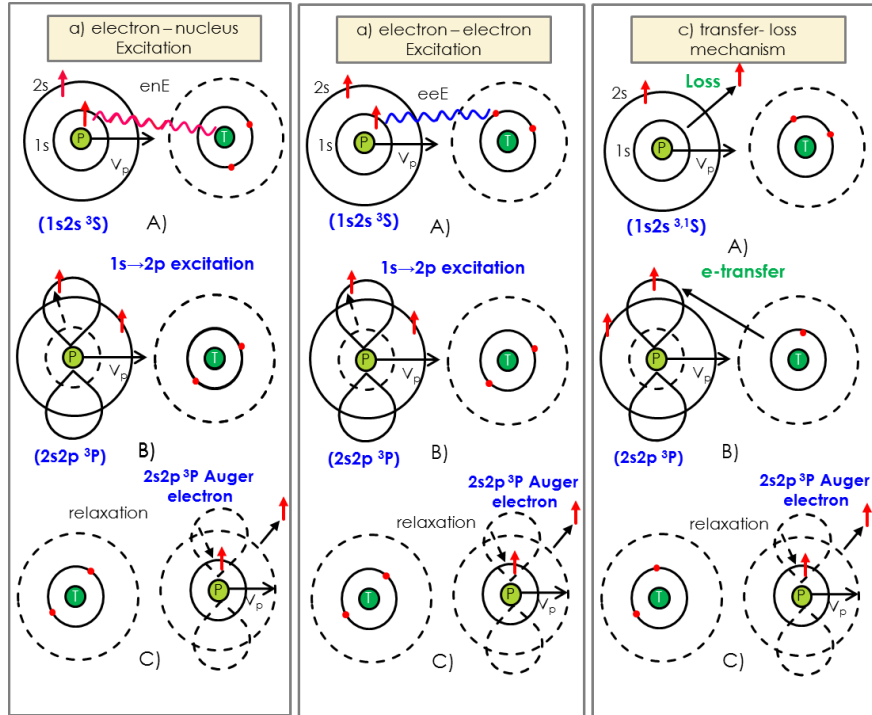 a) electron – nucleus
Excitation
2s
enE
P
T
1s
Vp
(1s2s ³S)
A)
1s→2p excitation
P
T
Vp
(2s2p ³P)
B)
2s2p ³P Auger
electron
relaxation
T
P
Vp
C)
a) electron – electron
Excitation
2s
eeE
P
T
1s
Vp
(1s2s ³S)
A)
1s→2p excitation
P
T
Vp
(2s2p ³P)
B)
2s2p ³P Auger
electron
relaxation
T
P
Vp
C)
c) transfer- loss
mechanism
2s
Loss
1s
P
T
Vp
(1s2s ³,¹S)
A)
e-transfer
P
T
Vp
(2s2p ³P)
B)
2s2p ³P Auger
electron
relaxation
T
P
Vp
C)